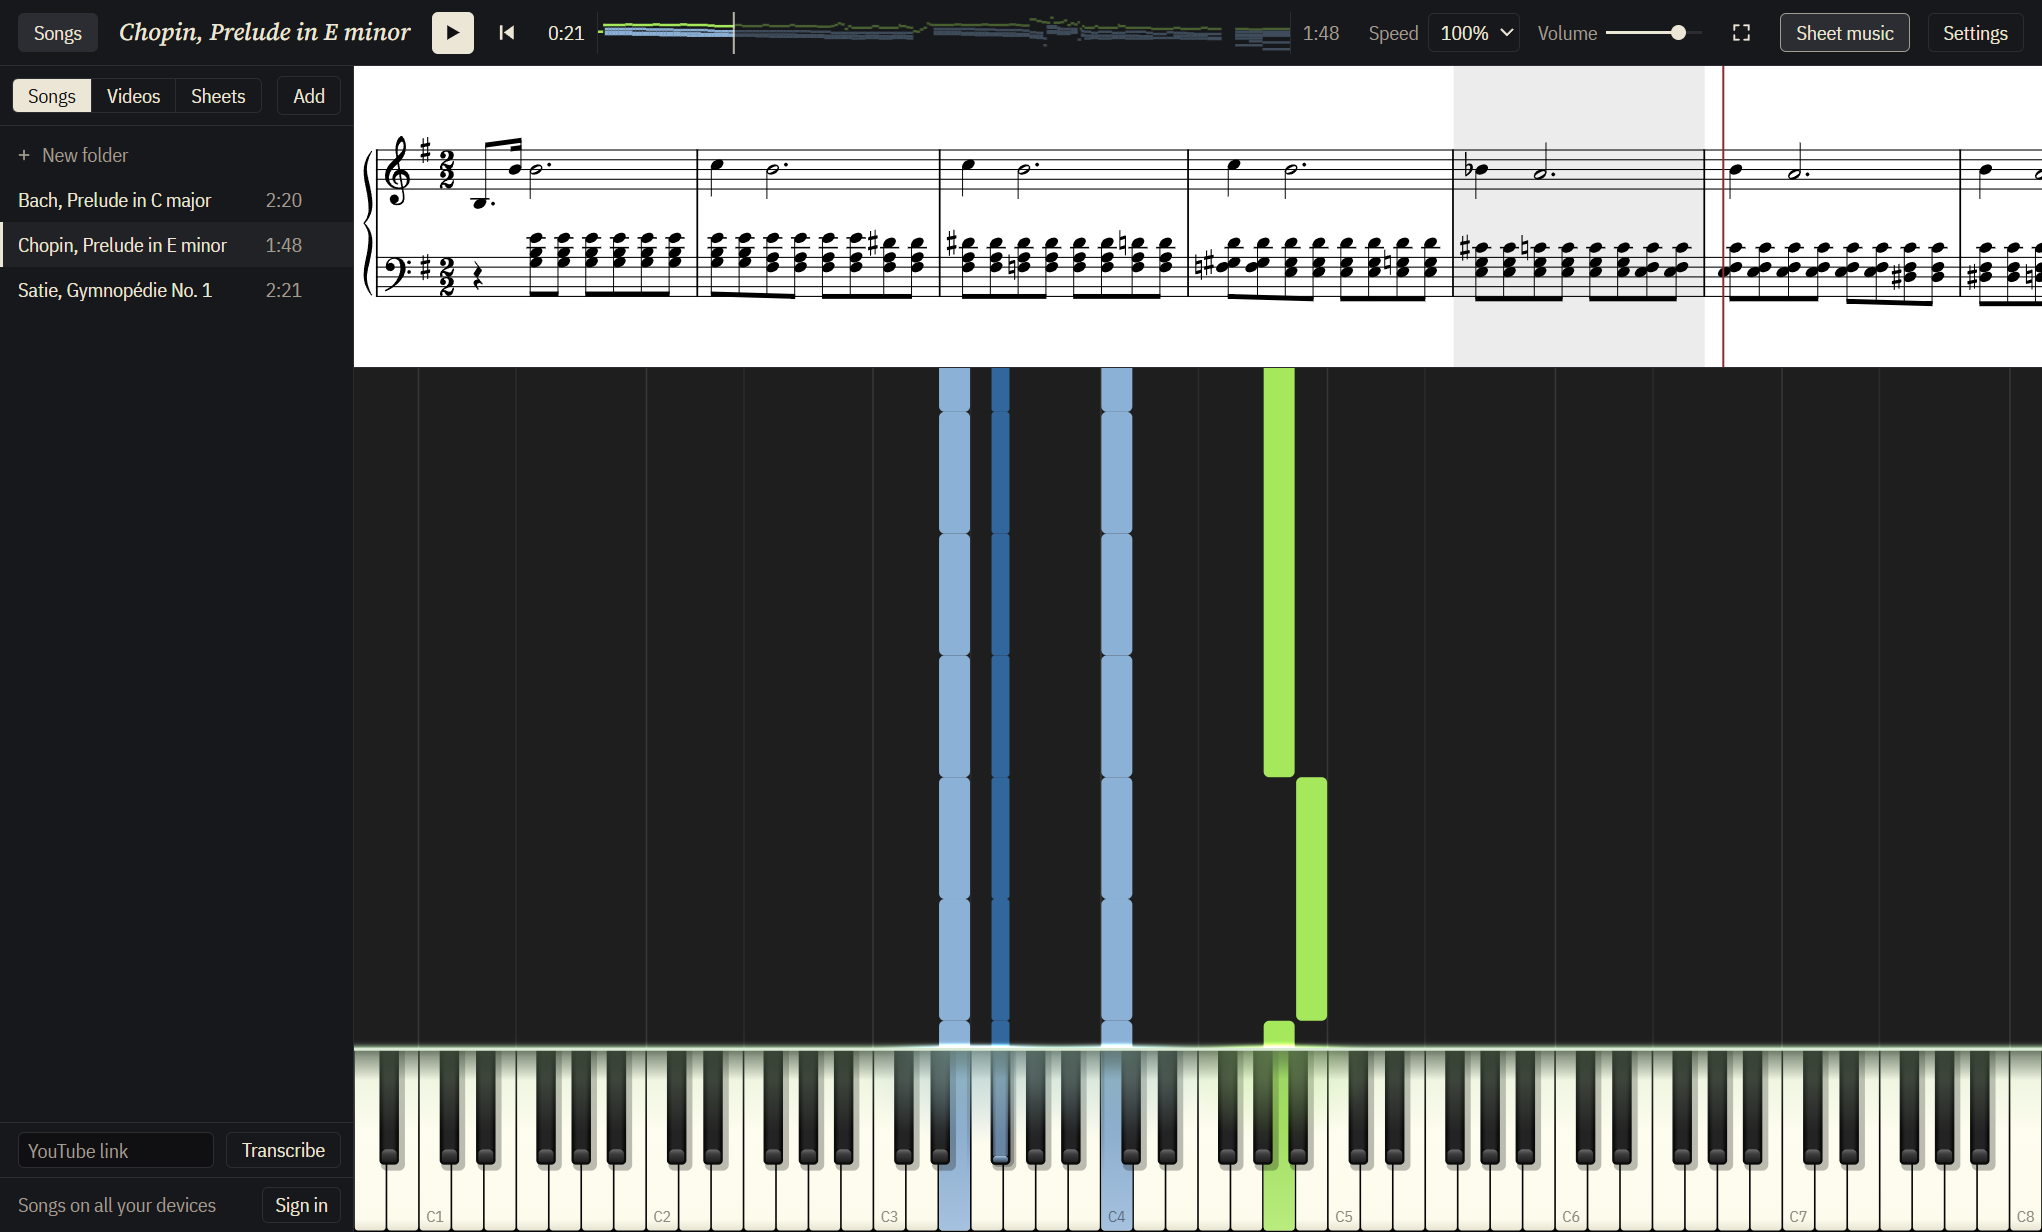 Songs
Chopin, Prelude in E minor
0:21
1:48
Speed
100%
Volume
Sheet music
Settings
Songs
Videos
Sheets
Add
+ New folder
Bach, Prelude in C major 2:20
Chopin, Prelude in E minor 1:48
Satie, Gymnopédie No. 1 2:21
C1
C2
C3
C4
C5
C6
C7
C8
YouTube link
Transcribe
Songs on all your devices
Sign in